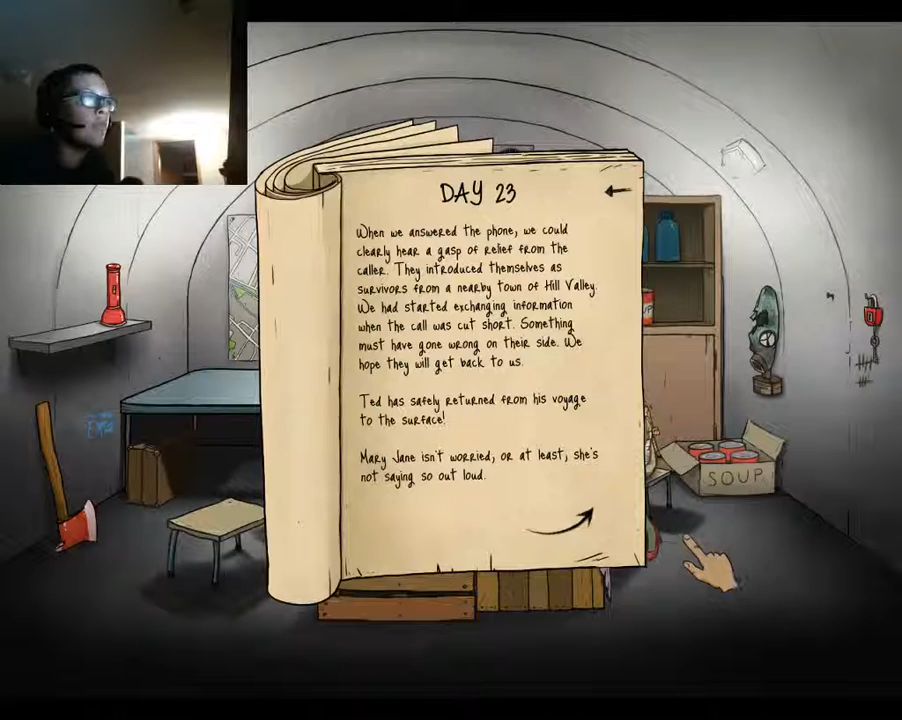 DAY 23
When we answered the phone, we could
clearly hear a gasp of relief from the
caller. They introduced themselves as
survivors from a nearby town of Hill Valley.
We had started exchanging information
when the call was cut short. Something
must have gone wrong on their side. We
hope they will get back to us.
Ted has safely returned from his voyage
to the surface!
Mary Jane isn't worried, or at least, she's
not saying so out loud.
SOUP